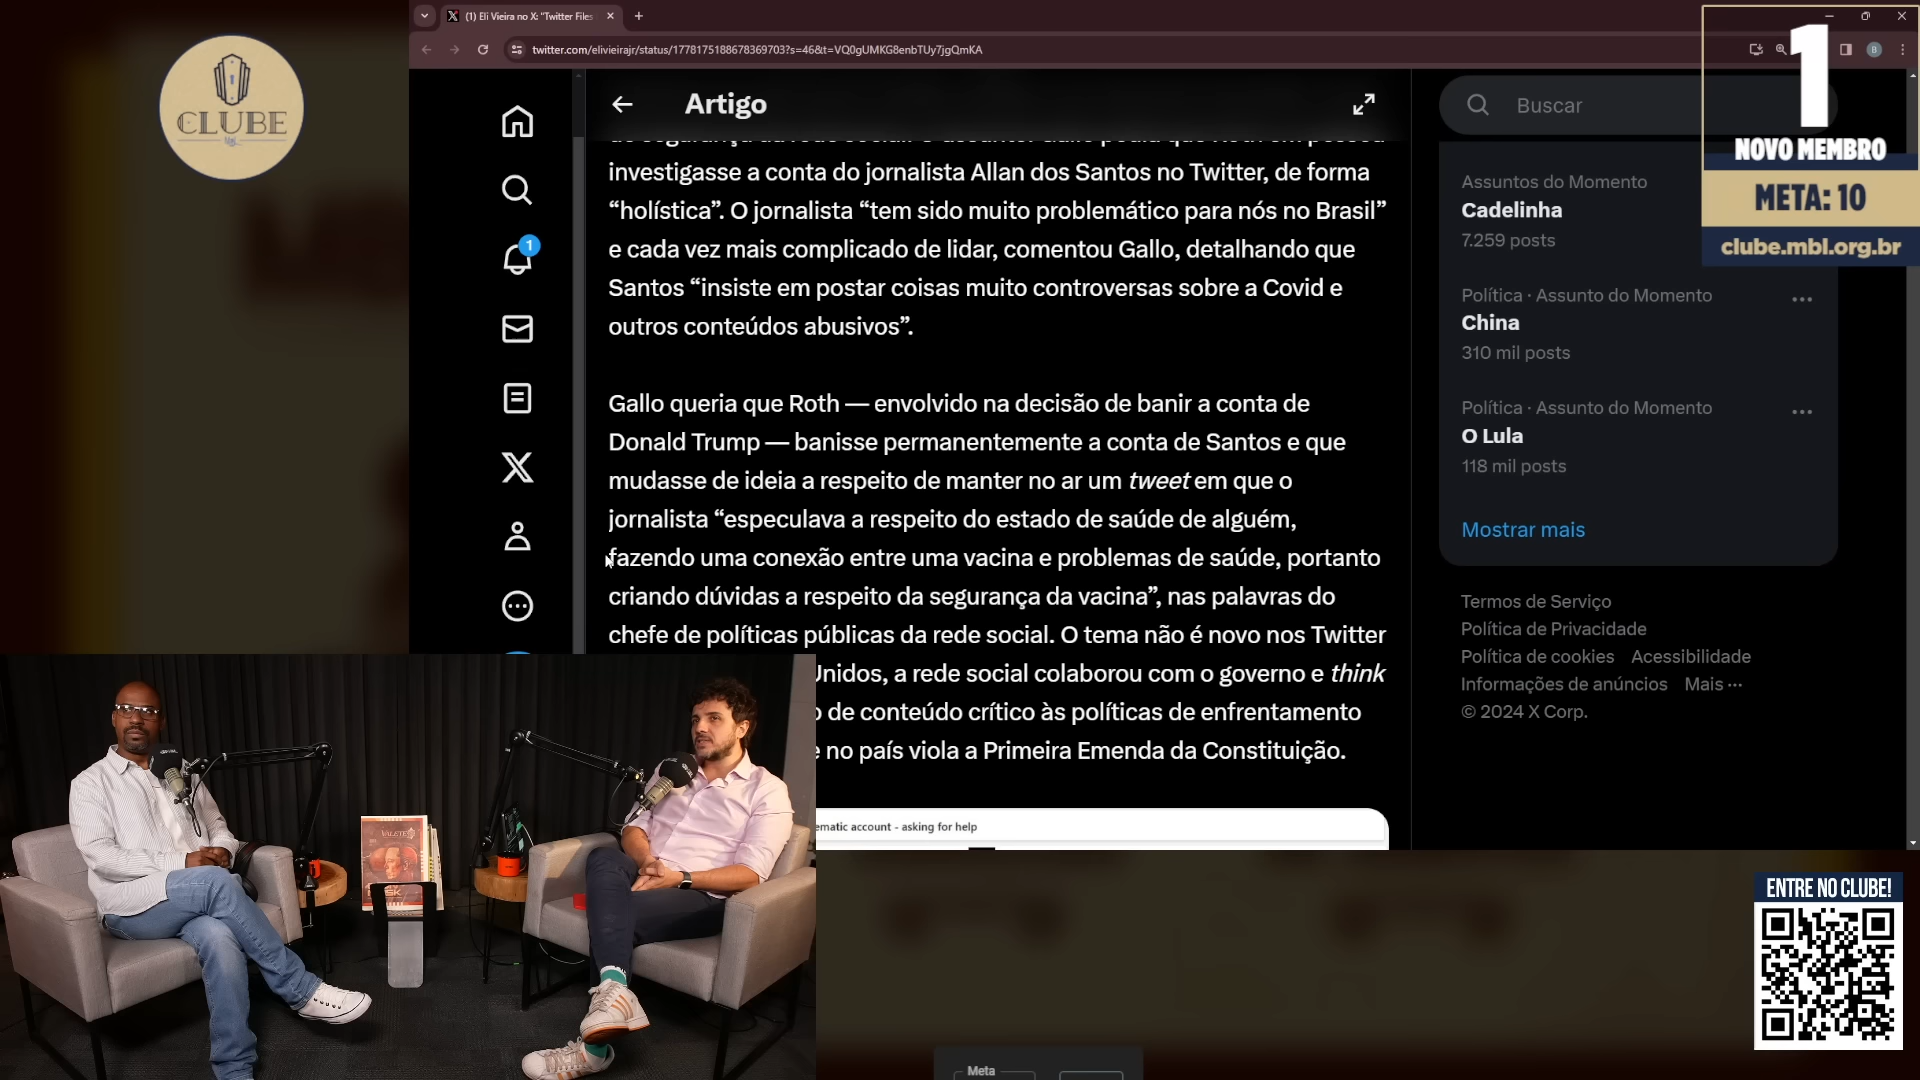 CLUBE
(1) Eli Vieira no X: "Twitter Files
twitter.com/elivieirajr/status/1778175188678369703?s=46&t=VQ0gUMKG8enbTUy7jgQmKA
Artigo
investigasse a conta do jornalista Allan dos Santos no Twitter, de forma
“holística”. O jornalista “tem sido muito problemático para nós no Brasil”
e cada vez mais complicado de lidar, comentou Gallo, detalhando que
Santos “insiste em postar coisas muito controversas sobre a Covid e
outros conteúdos abusivos”.
Gallo queria que Roth — envolvido na decisão de banir a conta de
Donald Trump — banisse permanentemente a conta de Santos e que
mudasse de ideia a respeito de manter no ar um tweet em que o
jornalista “especulava a respeito do estado de saúde de alguém,
fazendo uma conexão entre uma vacina e problemas de saúde, portanto
criando dúvidas a respeito da segurança da vacina”, nas palavras do
chefe de políticas públicas da rede social. O tema não é novo nos Twitter
Unidos, a rede social colaborou com o governo e think
de conteúdo crítico às políticas de enfrentamento
e no país viola a Primeira Emenda da Constituição.
ematic account - asking for help
1
Buscar
Assuntos do Momento
Cadelinha
7.259 posts
Política · Assunto do Momento
China
310 mil posts
Política · Assunto do Momento
O Lula
118 mil posts
Mostrar mais
Termos de Serviço
Política de Privacidade
Política de cookies Acessibilidade
Informações de anúncios Mais ···
© 2024 X Corp.
1
NOVO MEMBRO
META: 10
clube.mbl.org.br
B
VALETE
ENTRE NO CLUBE!
Meta